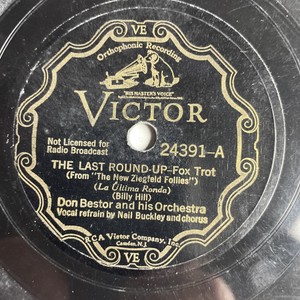 VE
Orthophonic Recording
"HIS MASTER'S VOICE"
VICTOR
Not Licensed for
Radio Broadcast
24391-A
THE LAST ROUND-UP-Fox Trot
(From "The New Ziegfeld Follies")
(La Última Ronda)
(Billy Hill)
Don Bestor and his Orchestra
Vocal refrain by Neil Buckley and chorus
RCA Victor Company, Inc.
Camden, N.J.
VE